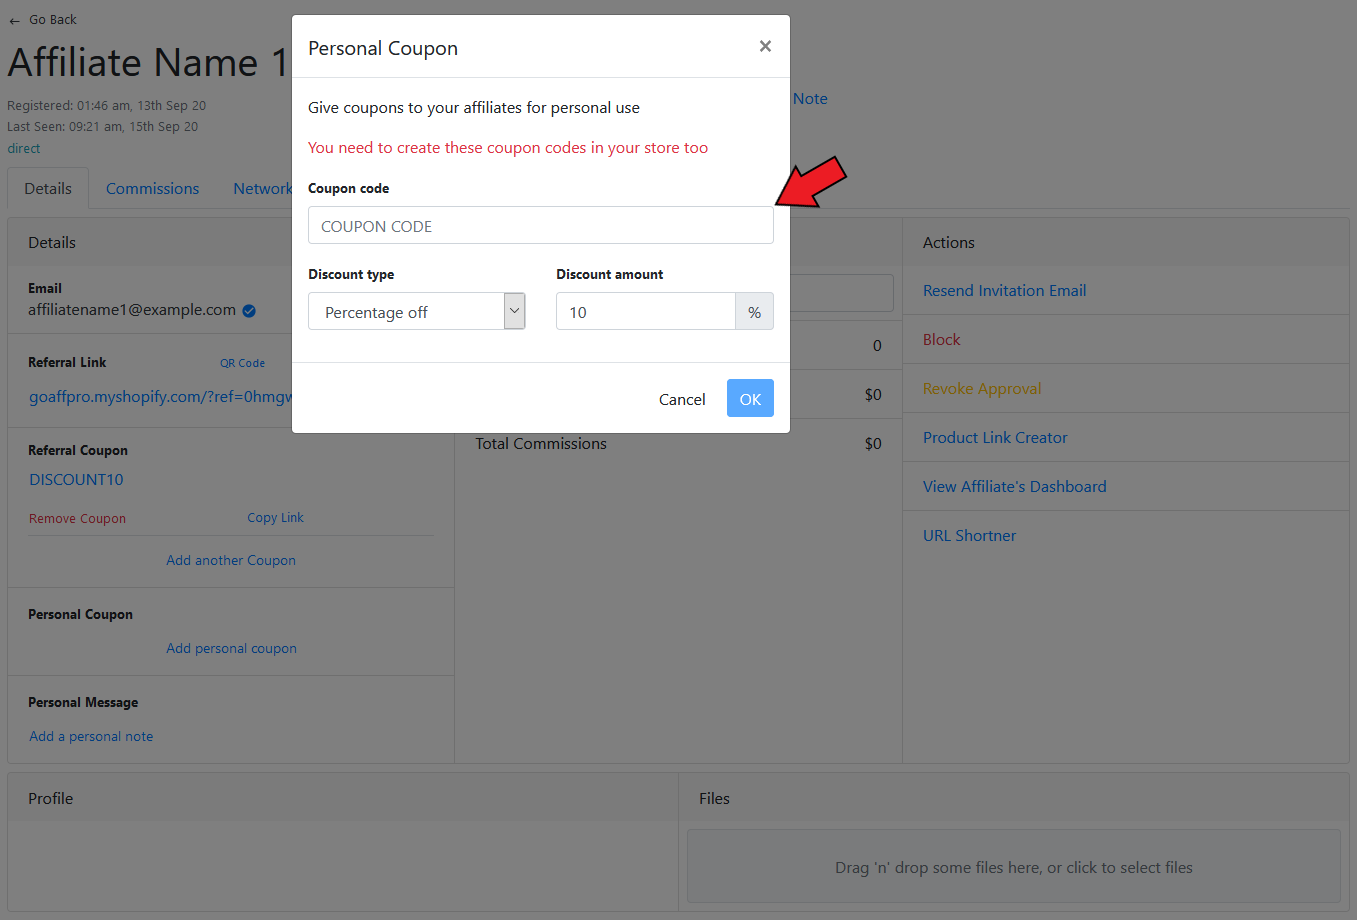 ← Go Back
Affiliate Name 1
Registered: 01:46 am, 13th Sep 20
Last Seen: 09:21 am, 15th Sep 20
direct
Note
Personal Coupon ×
Give coupons to your affiliates for personal use
You need to create these coupon codes in your store too
Coupon code
COUPON CODE
Discount type Discount amount
Percentage off 10 %
Cancel OK
Details Commissions Network
Details
Email
affiliatename1@example.com
Referral Link QR Code
goaffpro.myshopify.com/?ref=0hmgw
Referral Coupon
DISCOUNT10
Remove Coupon Copy Link
Add another Coupon
Personal Coupon
Add personal coupon
Personal Message
Add a personal note
0
$0
Total Commissions $0
Actions
Resend Invitation Email
Block
Revoke Approval
Product Link Creator
View Affiliate's Dashboard
URL Shortner
Profile
Files
Drag 'n' drop some files here, or click to select files